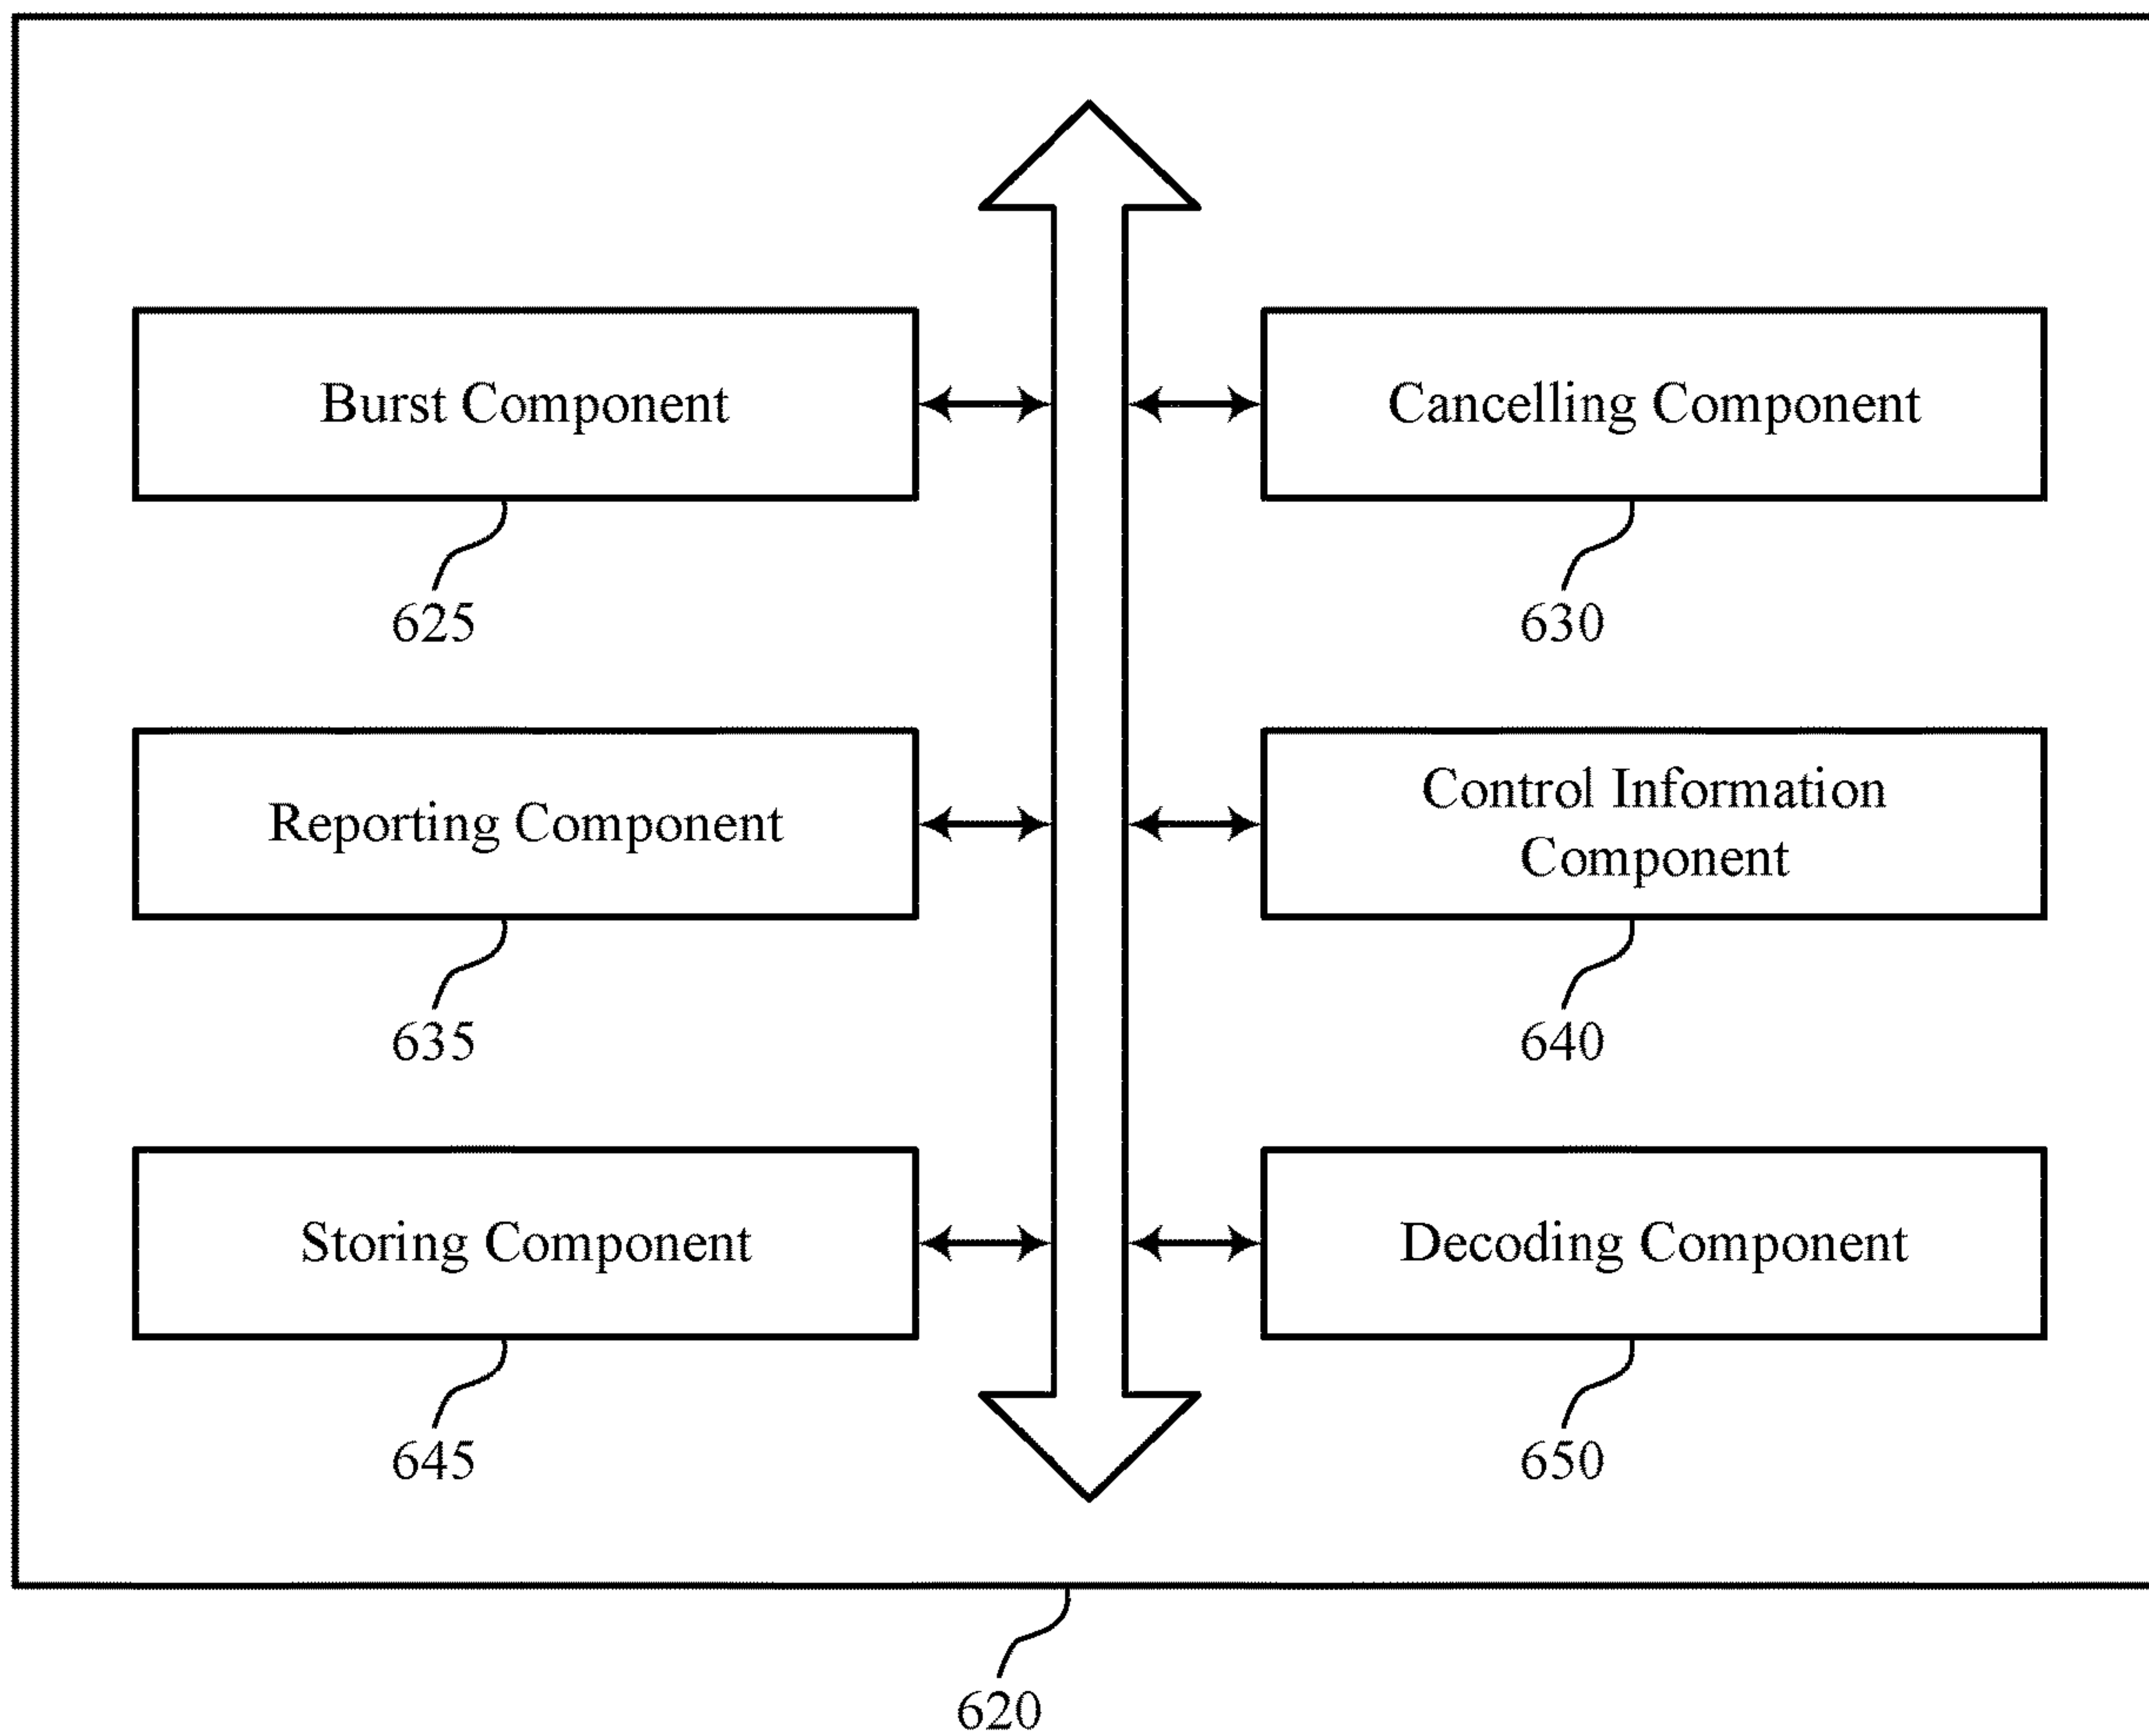 Burst Component
Cancelling Component
625
630
Reporting Component
Control Information
Component
635
640
Storing Component
Decoding Component
645
650
620